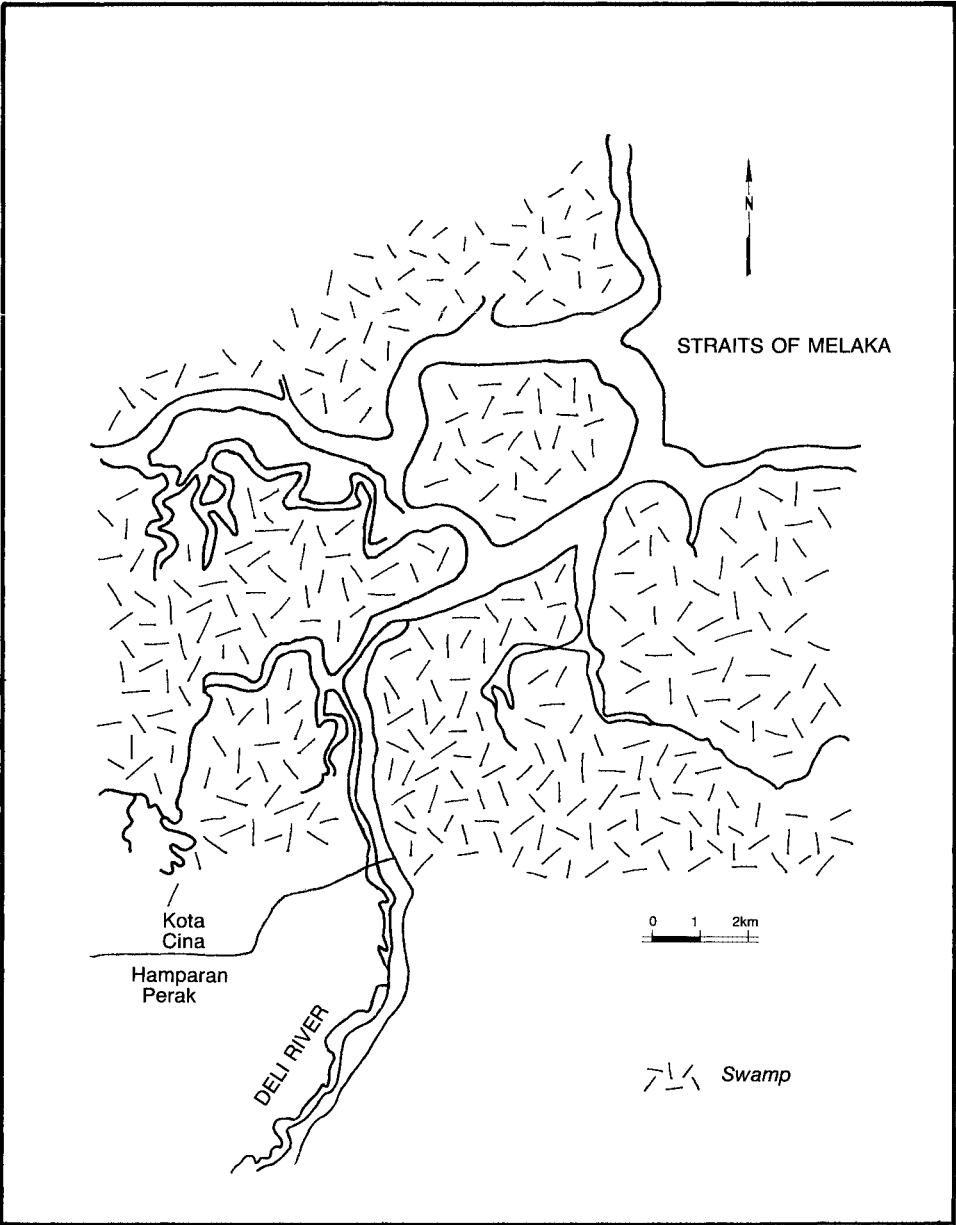 N
STRAITS OF MELAKA
Kota
Cina
Hamparan
Perak
0 1 2km
DELI RIVER
Swamp